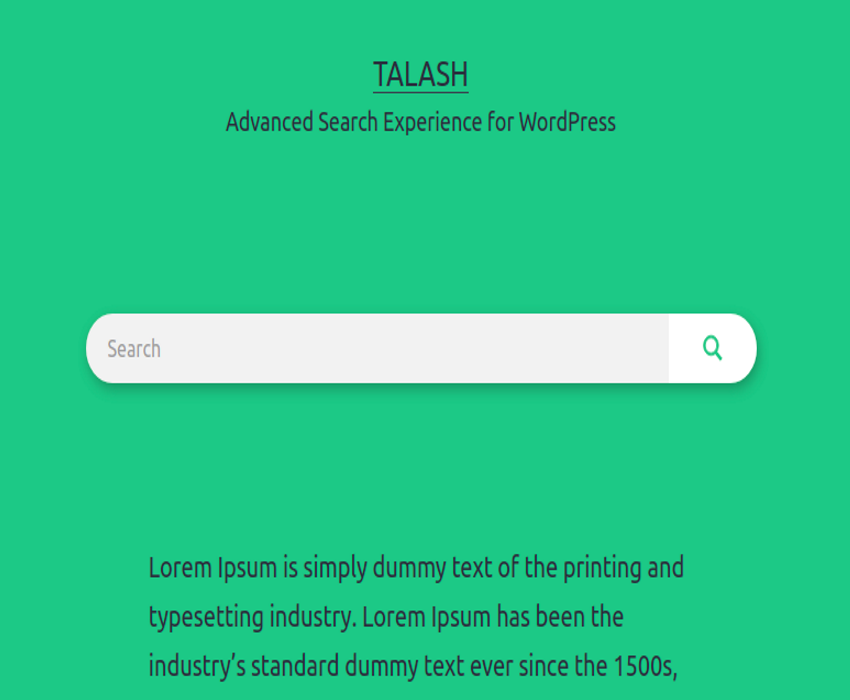 TALASH
Advanced Search Experience for WordPress
Search
Lorem Ipsum is simply dummy text of the printing and
typesetting industry. Lorem Ipsum has been the
industry’s standard dummy text ever since the 1500s,